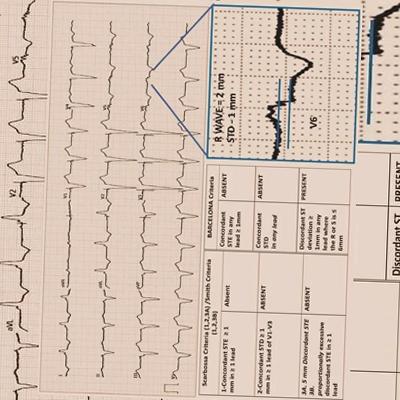 aVL V2 V5
II
R WAVE = 2 mm
STD – 1 mm
V6
Scarbossa Criteria (1,2,3A) /Smith Criteria
(1,2,3B)
BARCELONA Criteria
1-Concordant STE ≥ 1
mm in ≥ 1 lead
Absent
Concordant
STE in any
lead ≥ 1mm
ABSENT
2-Concordant STD ≥ 1
mm in ≥ 1 lead of V1-V3
ABSENT
Concordant
STD
in any lead
ABSENT
3A. 5 mm Discordant STE
3B.
proportionally excessive
discordant STE in ≥ 1
lead
ABSENT
Discordant ST
deviation ≥
1mm in any
lead where
the R or S is ≤
6mm
PRESENT
Discordant ST
PRESENT